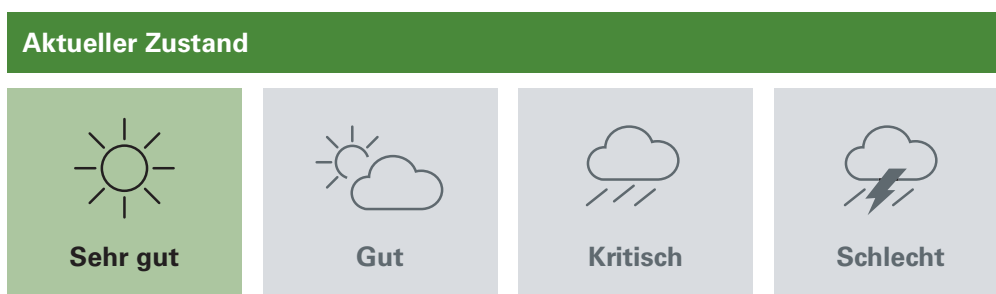 Aktueller Zustand
Sehr gut
Gut
Kritisch
Schlecht